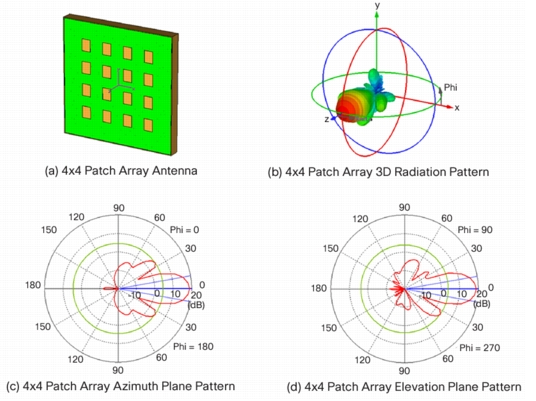 y
Phi
x
z
(a) 4x4 Patch Array Antenna
(b) 4x4 Patch Array 3D Radiation Pattern
90
120
60
150
Phi = 0
30
180
-10
0
10
20
0
(dB)
150
30
Phi = 180
120
60
90
90
120
60
150
Phi = 90
30
180
-10
0
10
20
0
(dB)
150
30
Phi = 270
120
60
90
(c) 4x4 Patch Array Azimuth Plane Pattern
(d) 4x4 Patch Array Elevation Plane Pattern